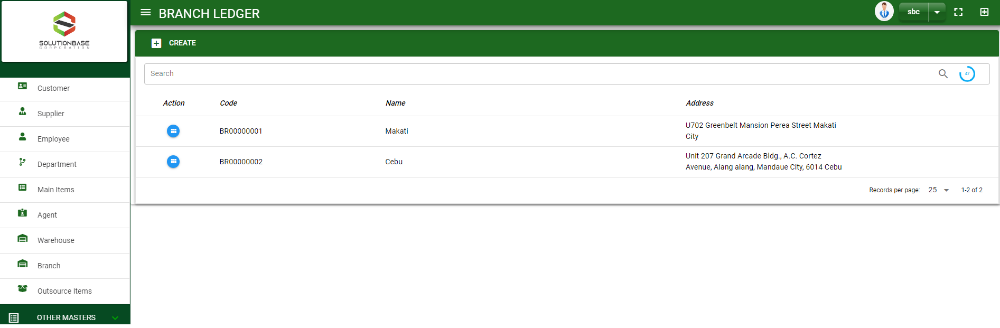 SOLUTIONBASE
CORPORATION
BRANCH LEDGER
sbc
CREATE
Search
47
Action Code Name Address
BR00000001 Makati U702 Greenbelt Mansion Perea Street Makati
City
BR00000002 Cebu Unit 207 Grand Arcade Bldg., A.C. Cortez
Avenue, Alang alang, Mandaue City, 6014 Cebu
Records per page: 25 1-2 of 2
Customer
Supplier
Employee
Department
Main Items
Agent
Warehouse
Branch
Outsource Items
OTHER MASTERS